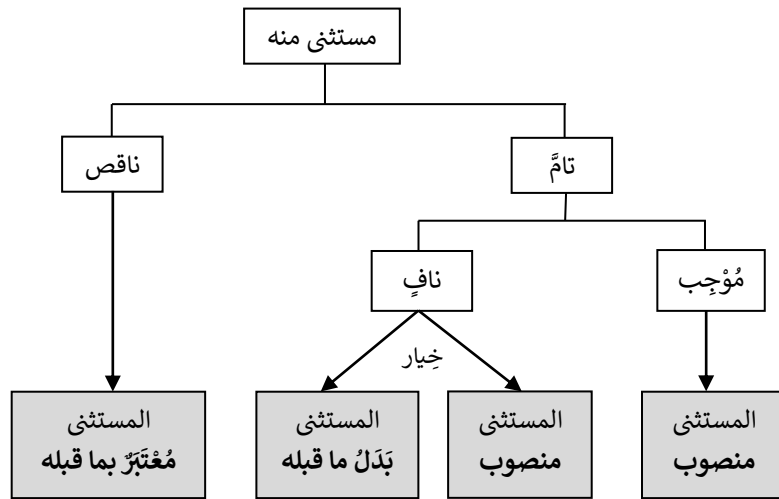 مستثنى منه
تامَّ
ناقص
مُوْجِب
نافٍ
خِيار
المستثنى
منصوب
المستثنى
منصوب
المستثنى
بَدَلُ ما قبله
المستثنى
مُعْتَبَرٌ بما قبله